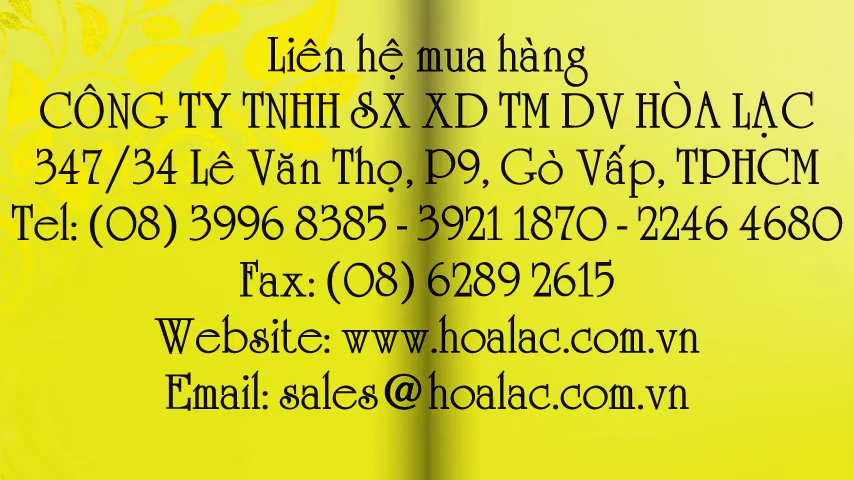 Liên hệ mua hàng
CÔNG TY TNHH SX XD TM DV HÒA LẠC
347/34 Lê Văn Thọ, P9, Gò Vấp, TPHCM
Tel: (08) 3996 8385 - 3921 1870 - 2246 4680
Fax: (08) 6289 2615
Website: www.hoalac.com.vn
Email: sales@hoalac.com.vn